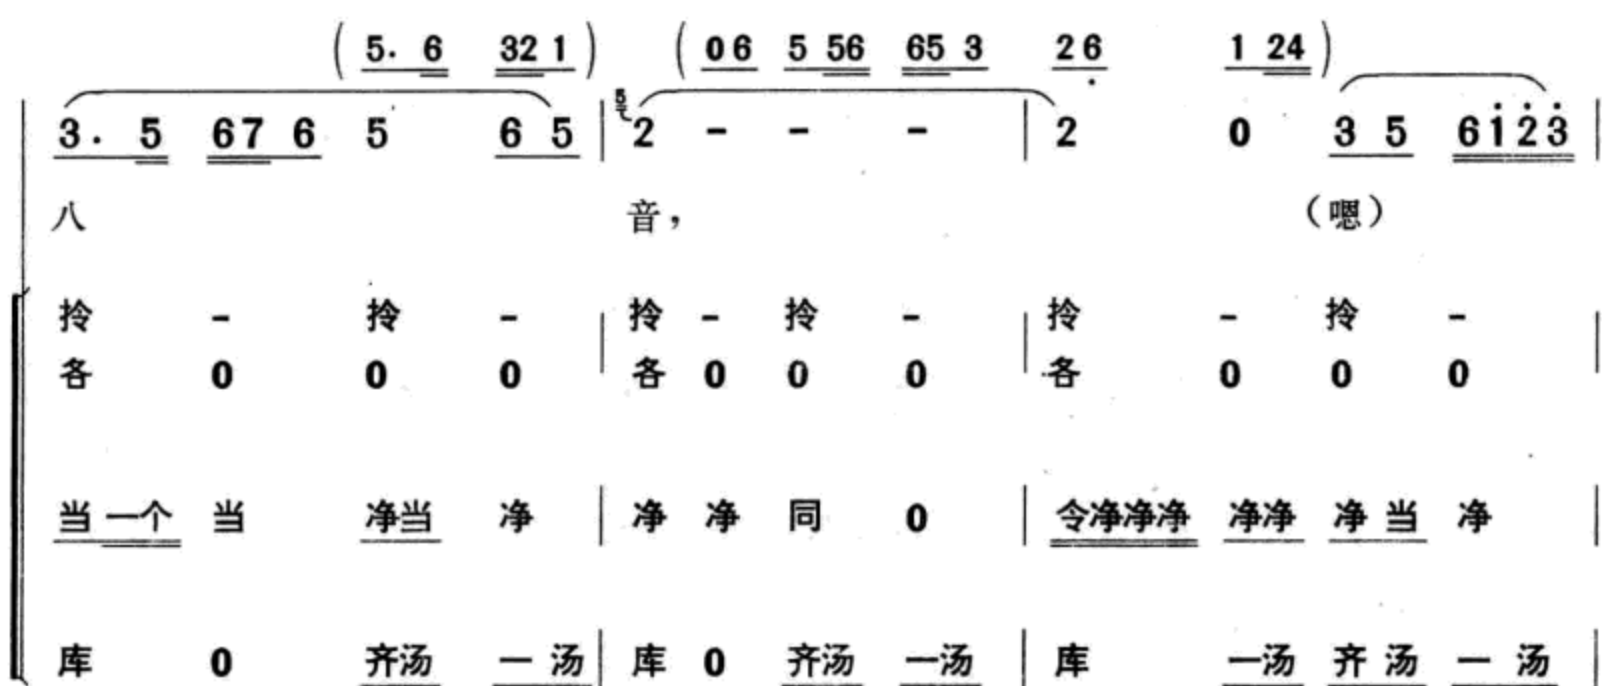 ( 5. 6 32 1 ) ( 06 5 56 65 3 26 1 24 )
3. 5 67 6 5 6 5 | 5 2 - - - | 2 0 3 5 6123 |
八 音， （嗯）
拎 - 拎 - | 拎 - 拎 - | 拎 - 拎 - |
各 0 0 0 | 各 0 0 0 | 各 0 0 0 |
当 一个 当 净当 净 | 净 净 同 0 | 令净净净 净净 净 当 净 |
库 0 齐汤 一 汤 | 库 0 齐汤 一汤 | 库 一汤 齐 汤 一 汤 |